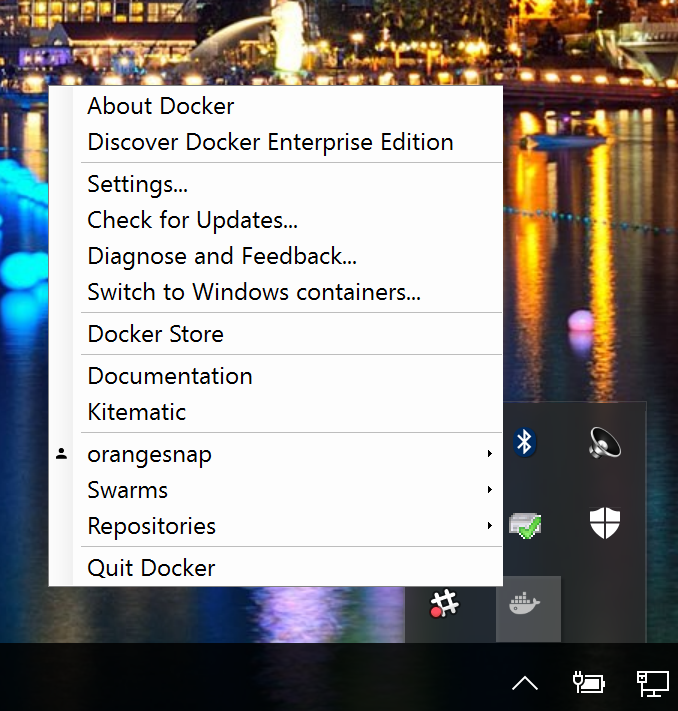 About Docker
Discover Docker Enterprise Edition
Settings...
Check for Updates...
Diagnose and Feedback...
Switch to Windows containers...
Docker Store
Documentation
Kitematic
orangesnap
Swarms
Repositories
Quit Docker